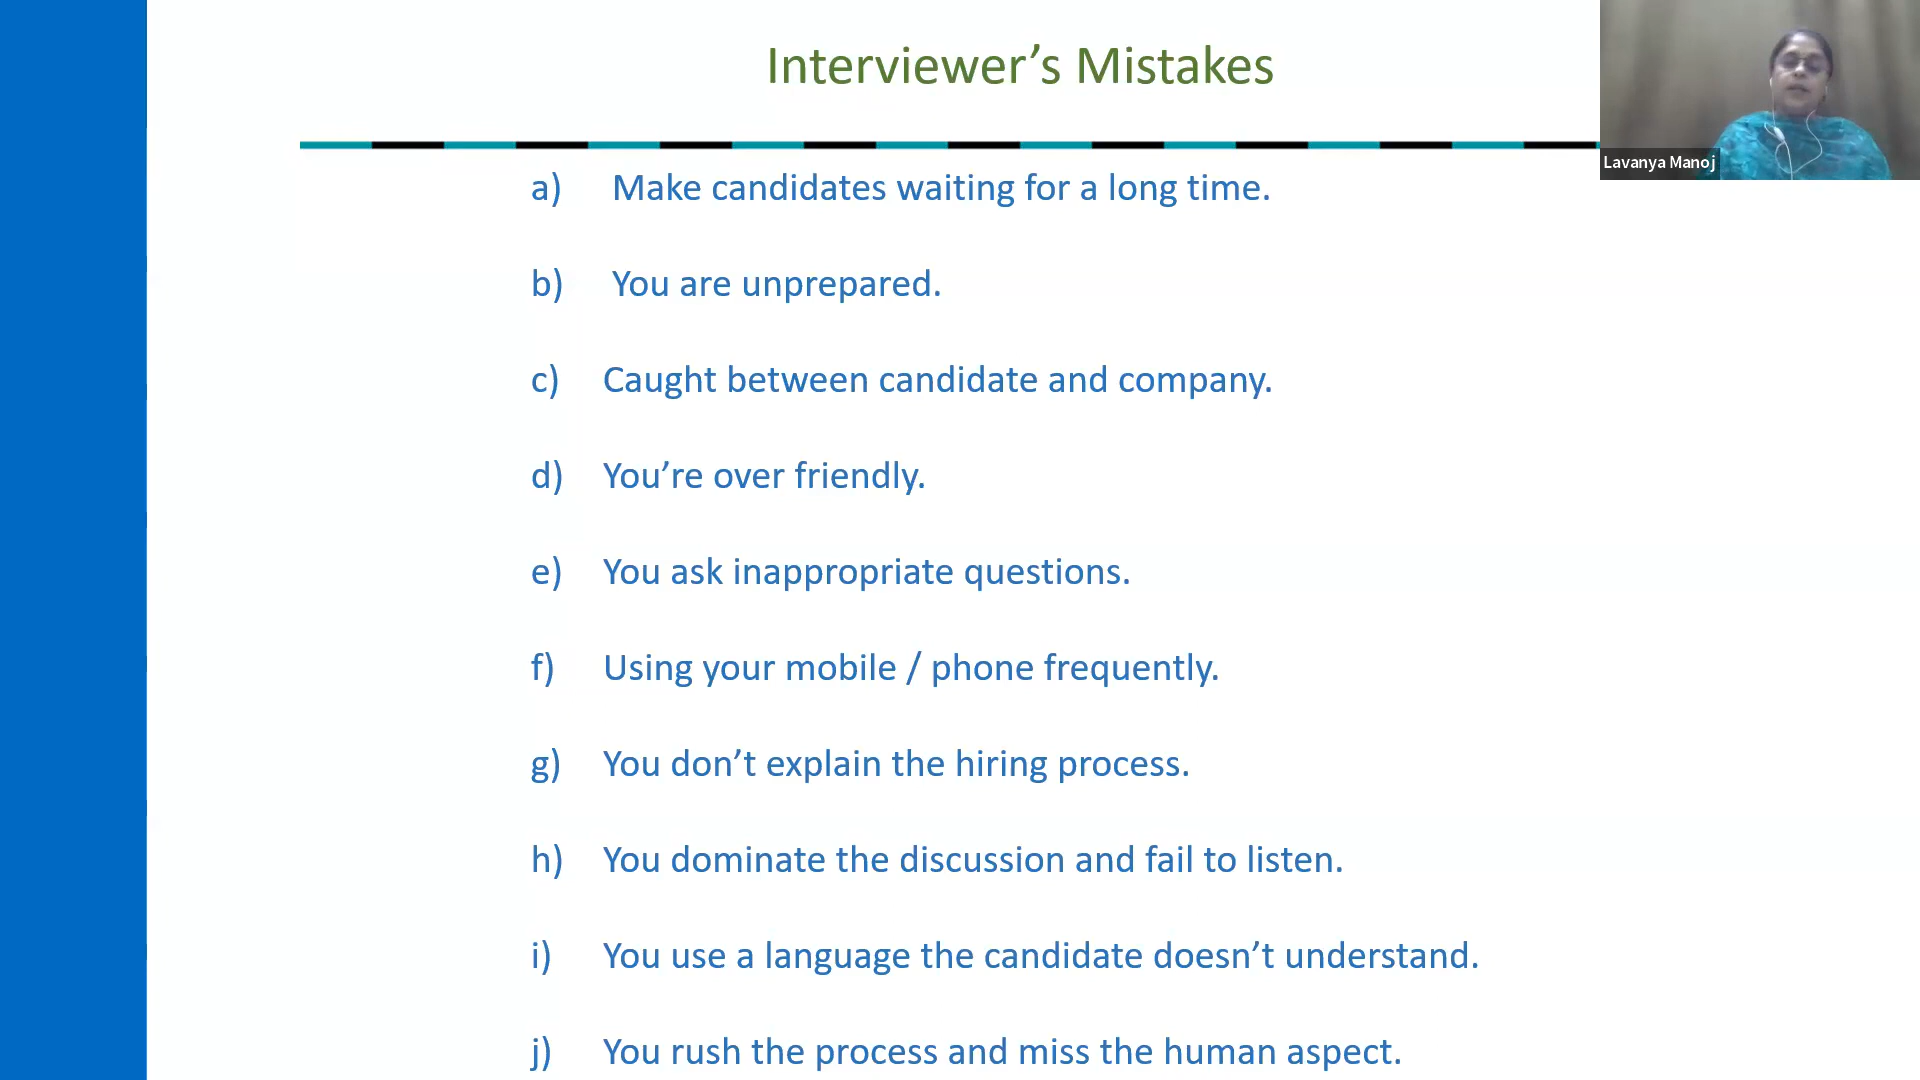 Interviewer’s Mistakes
Lavanya Manoj
a) Make candidates waiting for a long time.
b) You are unprepared.
c) Caught between candidate and company.
d) You’re over friendly.
e) You ask inappropriate questions.
f) Using your mobile / phone frequently.
g) You don’t explain the hiring process.
h) You dominate the discussion and fail to listen.
i) You use a language the candidate doesn’t understand.
j) You rush the process and miss the human aspect.